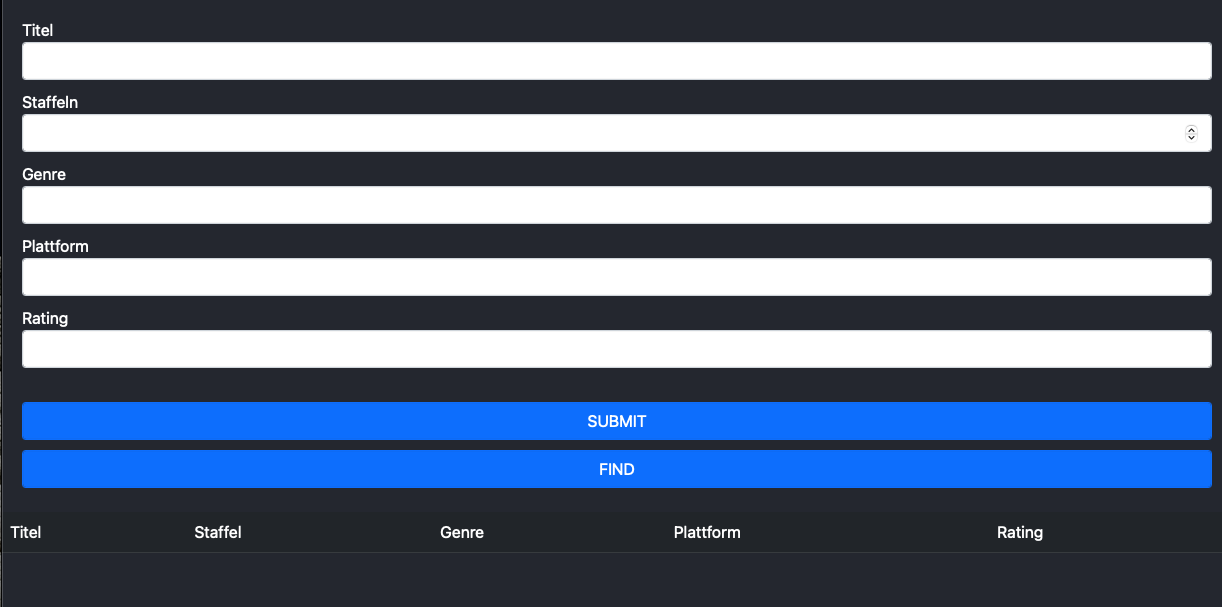 Titel
Staffeln
Genre
Plattform
Rating
SUBMIT
FIND
Titel Staffel Genre Plattform Rating